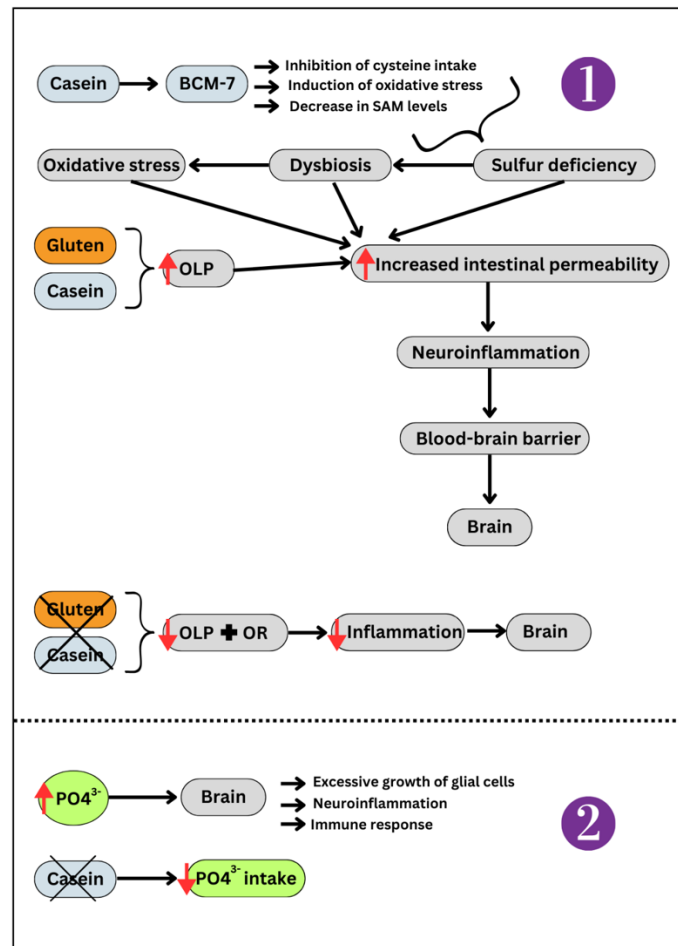 Casein
BCM-7
Inhibition of cysteine intake
Induction of oxidative stress
Decrease in SAM levels
1
Oxidative stress
Dysbiosis
Sulfur deficiency
Gluten
Casein
OLP
Increased intestinal permeability
Neuroinflammation
Blood-brain barrier
Brain
Gluten
Casein
OLP + OR
Inflammation
Brain
PO4³⁻
Brain
Excessive growth of glial cells
Neuroinflammation
Immune response
2
Casein
PO4³⁻ intake